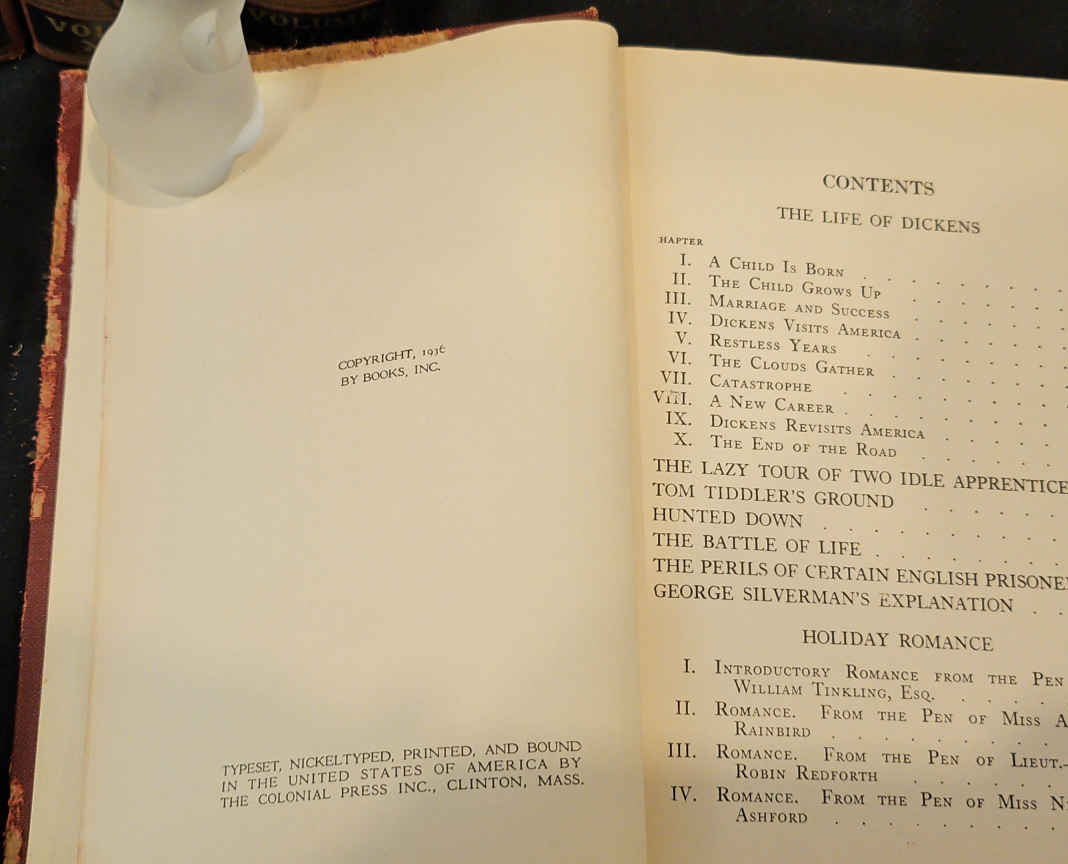 VOLUME
COPYRIGHT, 1936
BY BOOKS, INC.
TYPESET, NICKELTYPED, PRINTED, AND BOUND
IN THE UNITED STATES OF AMERICA BY
THE COLONIAL PRESS INC., CLINTON, MASS.
CONTENTS
THE LIFE OF DICKENS
HAPTER
I. A Child Is Born . . . . . . . . .
II. The Child Grows Up . . . . . . .
III. Marriage and Success . . . . . . .
IV. Dickens Visits America . . . . . . .
V. Restless Years . . . . . . . . .
VI. The Clouds Gather . . . . . . . .
VII. Catastrophe . . . . . . . . .
VIII. A New Career . . . . . . . . .
IX. Dickens Revisits America . . . . . .
X. The End of the Road . . . . . . .
THE LAZY TOUR OF TWO IDLE APPRENTICE
TOM TIDDLER'S GROUND . . . . . .
HUNTED DOWN . . . . . . . . . .
THE BATTLE OF LIFE . . . . . . . .
THE PERILS OF CERTAIN ENGLISH PRISONE
GEORGE SILVERMAN'S EXPLANATION . .
HOLIDAY ROMANCE
I. Introductory Romance from the Pen
William Tinkling, Esq. . . . . .
II. Romance. From the Pen of Miss A
Rainbird . . . . . . . . . .
III. Romance. From the Pen of Lieut.-
Robin Redforth . . . . . . . .
IV. Romance. From the Pen of Miss N
Ashford . . . . . . . . . .